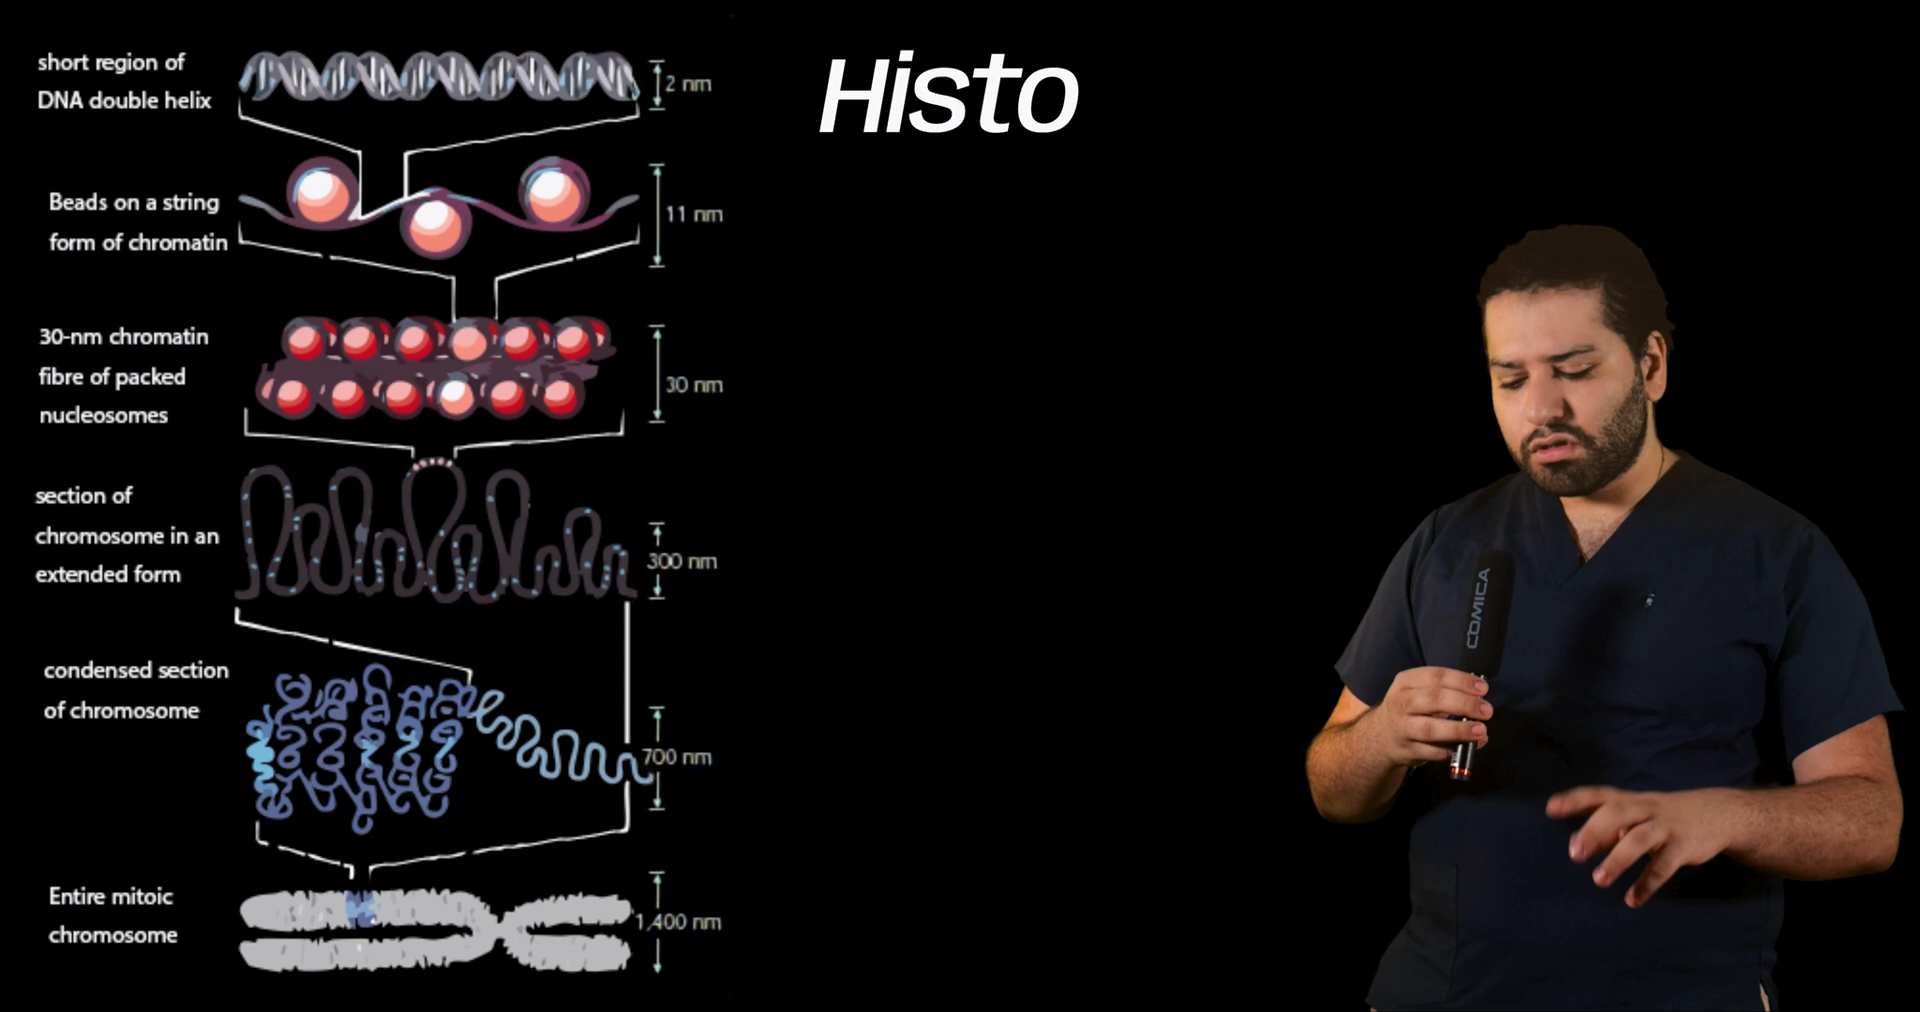 short region of
DNA double helix
2 nm
Histo
Beads on a string
form of chromatin
11 nm
30-nm chromatin
fibre of packed
nucleosomes
30 nm
section of
chromosome in an
extended form
300 nm
condensed section
of chromosome
700 nm
Entire mitoic
chromosome
1,400 nm
COMICA